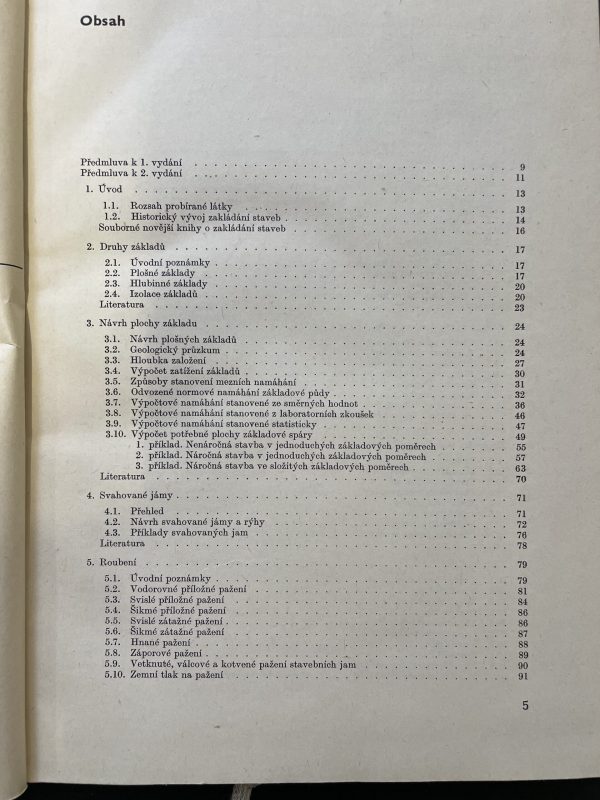 Obsah
Předmluva k 1. vydání . . . 9
Předmluva k 2. vydání . . . 11
1. Úvod . . . 13
1.1. Rozsah probírané látky . . . 13
1.2. Historický vývoj zakládání staveb . . . 14
Souborné novější knihy o zakládání staveb . . . 16
2. Druhy základů . . . 17
2.1. Úvodní poznámky . . . 17
2.2. Plošné základy . . . 17
2.3. Hlubinné základy . . . 20
2.4. Izolace základů . . . 20
Literatura . . . 23
3. Návrh plochy základu . . . 24
3.1. Návrh plošných základů . . . 24
3.2. Geologický průzkum . . . 24
3.3. Hloubka založení . . . 27
3.4. Výpočet zatížení základů . . . 30
3.5. Způsoby stanovení mezních namáhání . . . 31
3.6. Odvozené normové namáhání základové půdy . . . 32
3.7. Výpočtové namáhání stanovené ze směrných hodnot . . . 36
3.8. Výpočtové namáhání stanovené z laboratorních zkoušek . . . 46
3.9. Výpočtové namáhání stanovené statisticky . . . 47
3.10. Výpočet potřebné plochy základové spáry . . . 49
1. příklad. Nenáročná stavba v jednoduchých základových poměrech . . . 55
2. příklad. Náročná stavba v jednoduchých základových poměrech . . . 57
3. příklad. Náročná stavba ve složitých základových poměrech . . . 63
Literatura . . . 70
4. Svahované jámy . . . 71
4.1. Přehled . . . 71
4.2. Návrh svahované jámy a rýhy . . . 72
4.3. Příklady svahovaných jam . . . 76
Literatura . . . 78
5. Roubení . . . 79
5.1. Úvodní poznámky . . . 79
5.2. Vodorovné příložné pažení . . . 81
5.3. Svislé příložné pažení . . . 84
5.4. Šikmé příložné pažení . . . 86
5.5. Svislé zátažné pažení . . . 86
5.6. Šikmé zátažné pažení . . . 87
5.7. Hnané pažení . . . 88
5.8. Záporové pažení . . . 89
5.9. Vetknuté, válcové a kotvené pažení stavebních jam . . . 90
5.10. Zemní tlak na pažení . . . 91
5